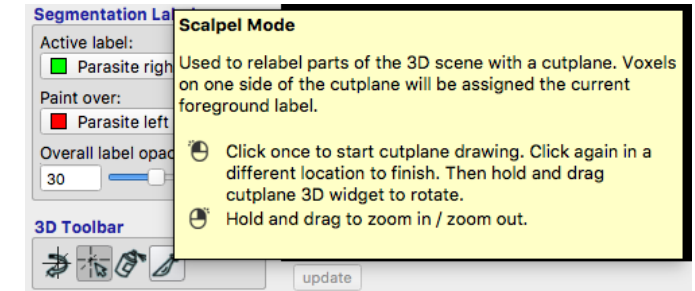 Segmentation La
Active label:
Parasite righ
Paint over:
Parasite left
Overall label opac
30
3D Toolbar
Scalpel Mode
Used to relabel parts of the 3D scene with a cutplane. Voxels
on one side of the cutplane will be assigned the current
foreground label.
Click once to start cutplane drawing. Click again in a
different location to finish. Then hold and drag
cutplane 3D widget to rotate.
Hold and drag to zoom in / zoom out.
update